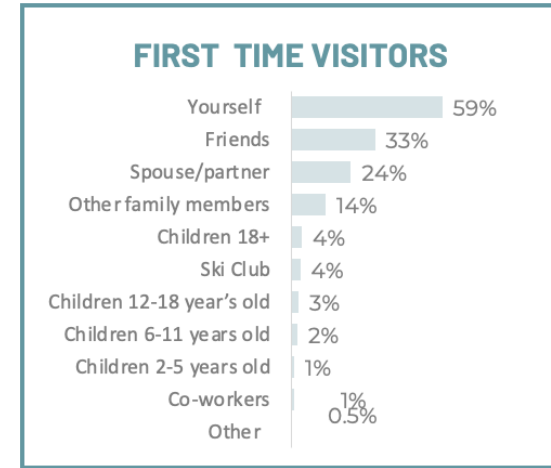 FIRST TIME VISITORS
Yourself 59%
Friends 33%
Spouse/partner 24%
Other family members 14%
Children 18+ 4%
Ski Club 4%
Children 12-18 year's old 3%
Children 6-11 years old 2%
Children 2-5 years old 1%
Co-workers 1%
0.5%
Other